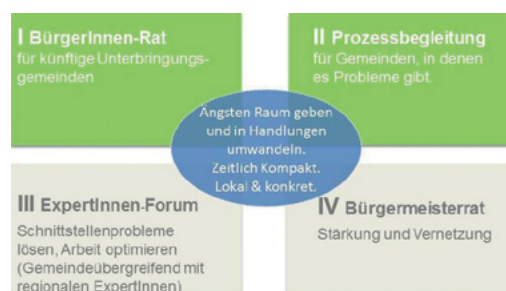 I BürgerInnen-Rat
für künftige Unterbringungs-
gemeinden
II Prozessbegleitung
für Gemeinden, in denen
es Probleme gibt.
Ängsten Raum geben
und in Handlungen
umwandeln.
Zeitlich Kompakt.
Lokal & konkret.
III ExpertInnen-Forum
Schnittstellenprobleme
lösen, Arbeit optimieren
(Gemeindeübergreifend mit
regionalen ExpertInnen)
IV Bürgermeisterrat
Stärkung und Vernetzung